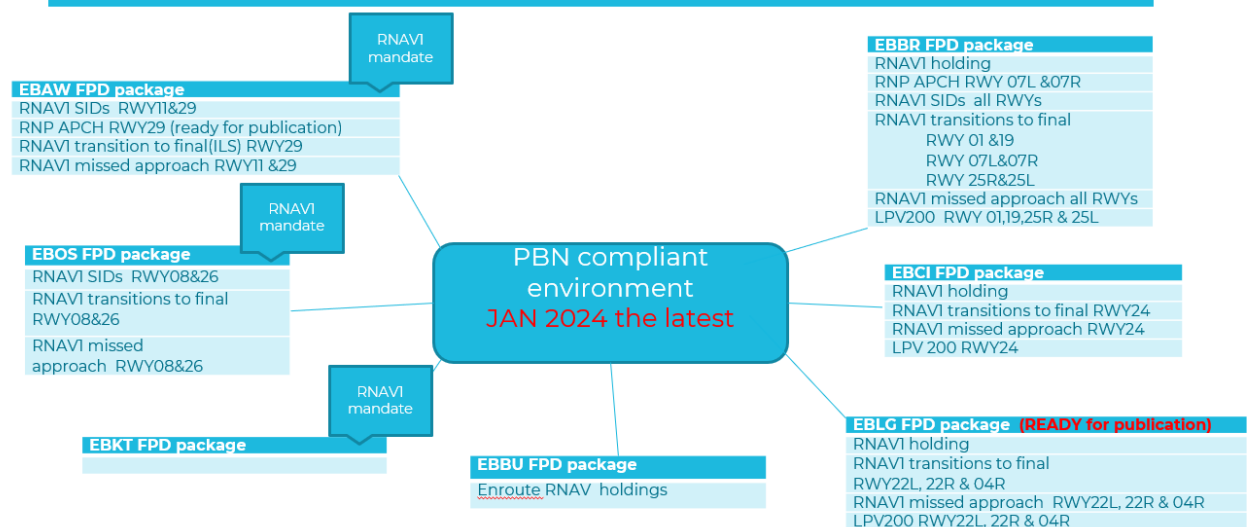 RNAV1
mandate
EBAW FPD package
RNAV1 SIDs RWY11&29
RNP APCH RWY29 (ready for publication)
RNAV1 transition to final(ILS) RWY29
RNAV1 missed approach RWY11 &29
RNAV1
mandate
EBOS FPD package
RNAV1 SIDs RWY08&26
RNAV1 transitions to final
RWY08&26
RNAV1 missed
approach RWY08&26
RNAV1
mandate
EBKT FPD package
PBN compliant
environment
JAN 2024 the latest
EBBU FPD package
Enroute RNAV holdings
EBBR FPD package
RNAV1 holding
RNP APCH RWY 07L &07R
RNAV1 SIDs all RWYs
RNAV1 transitions to final
RWY 01 &19
RWY 07L&07R
RWY 25R&25L
RNAV1 missed approach all RWYs
LPV200 RWY 01,19,25R & 25L
EBCI FPD package
RNAV1 holding
RNAV1 transitions to final RWY24
RNAV1 missed approach RWY24
LPV 200 RWY24
EBLG FPD package (READY for publication)
RNAV1 holding
RNAV1 transitions to final
RWY22L, 22R & 04R
RNAV1 missed approach RWY22L, 22R & 04R
LPV200 RWY22L, 22R & 04R